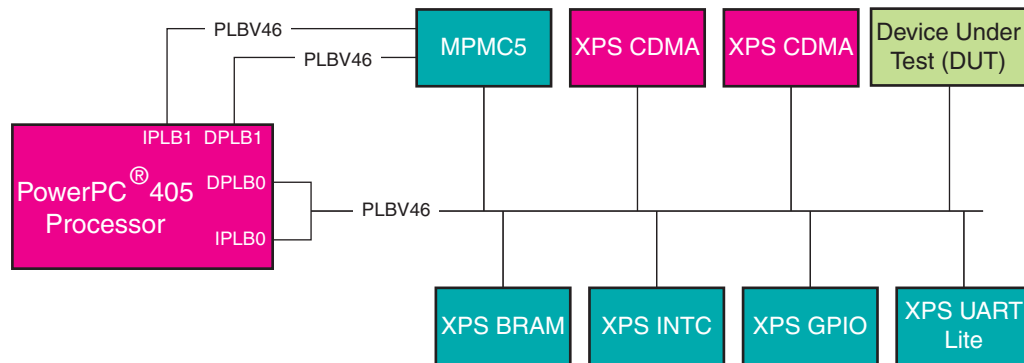 PLBV46
PLBV46
MPMC5
XPS CDMA
XPS CDMA
Device Under
Test (DUT)
IPLB1 DPLB1
PowerPC® 405
Processor
DPLB0
IPLB0
PLBV46
XPS BRAM
XPS INTC
XPS GPIO
XPS UART
Lite